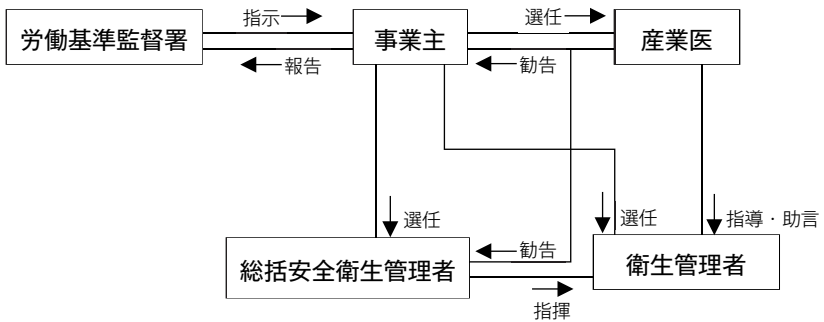 指示
選任
労働基準監督署
事業主
産業医
報告
勧告
選任
選任
指導・助言
総括安全衛生管理者
勧告
衛生管理者
指揮